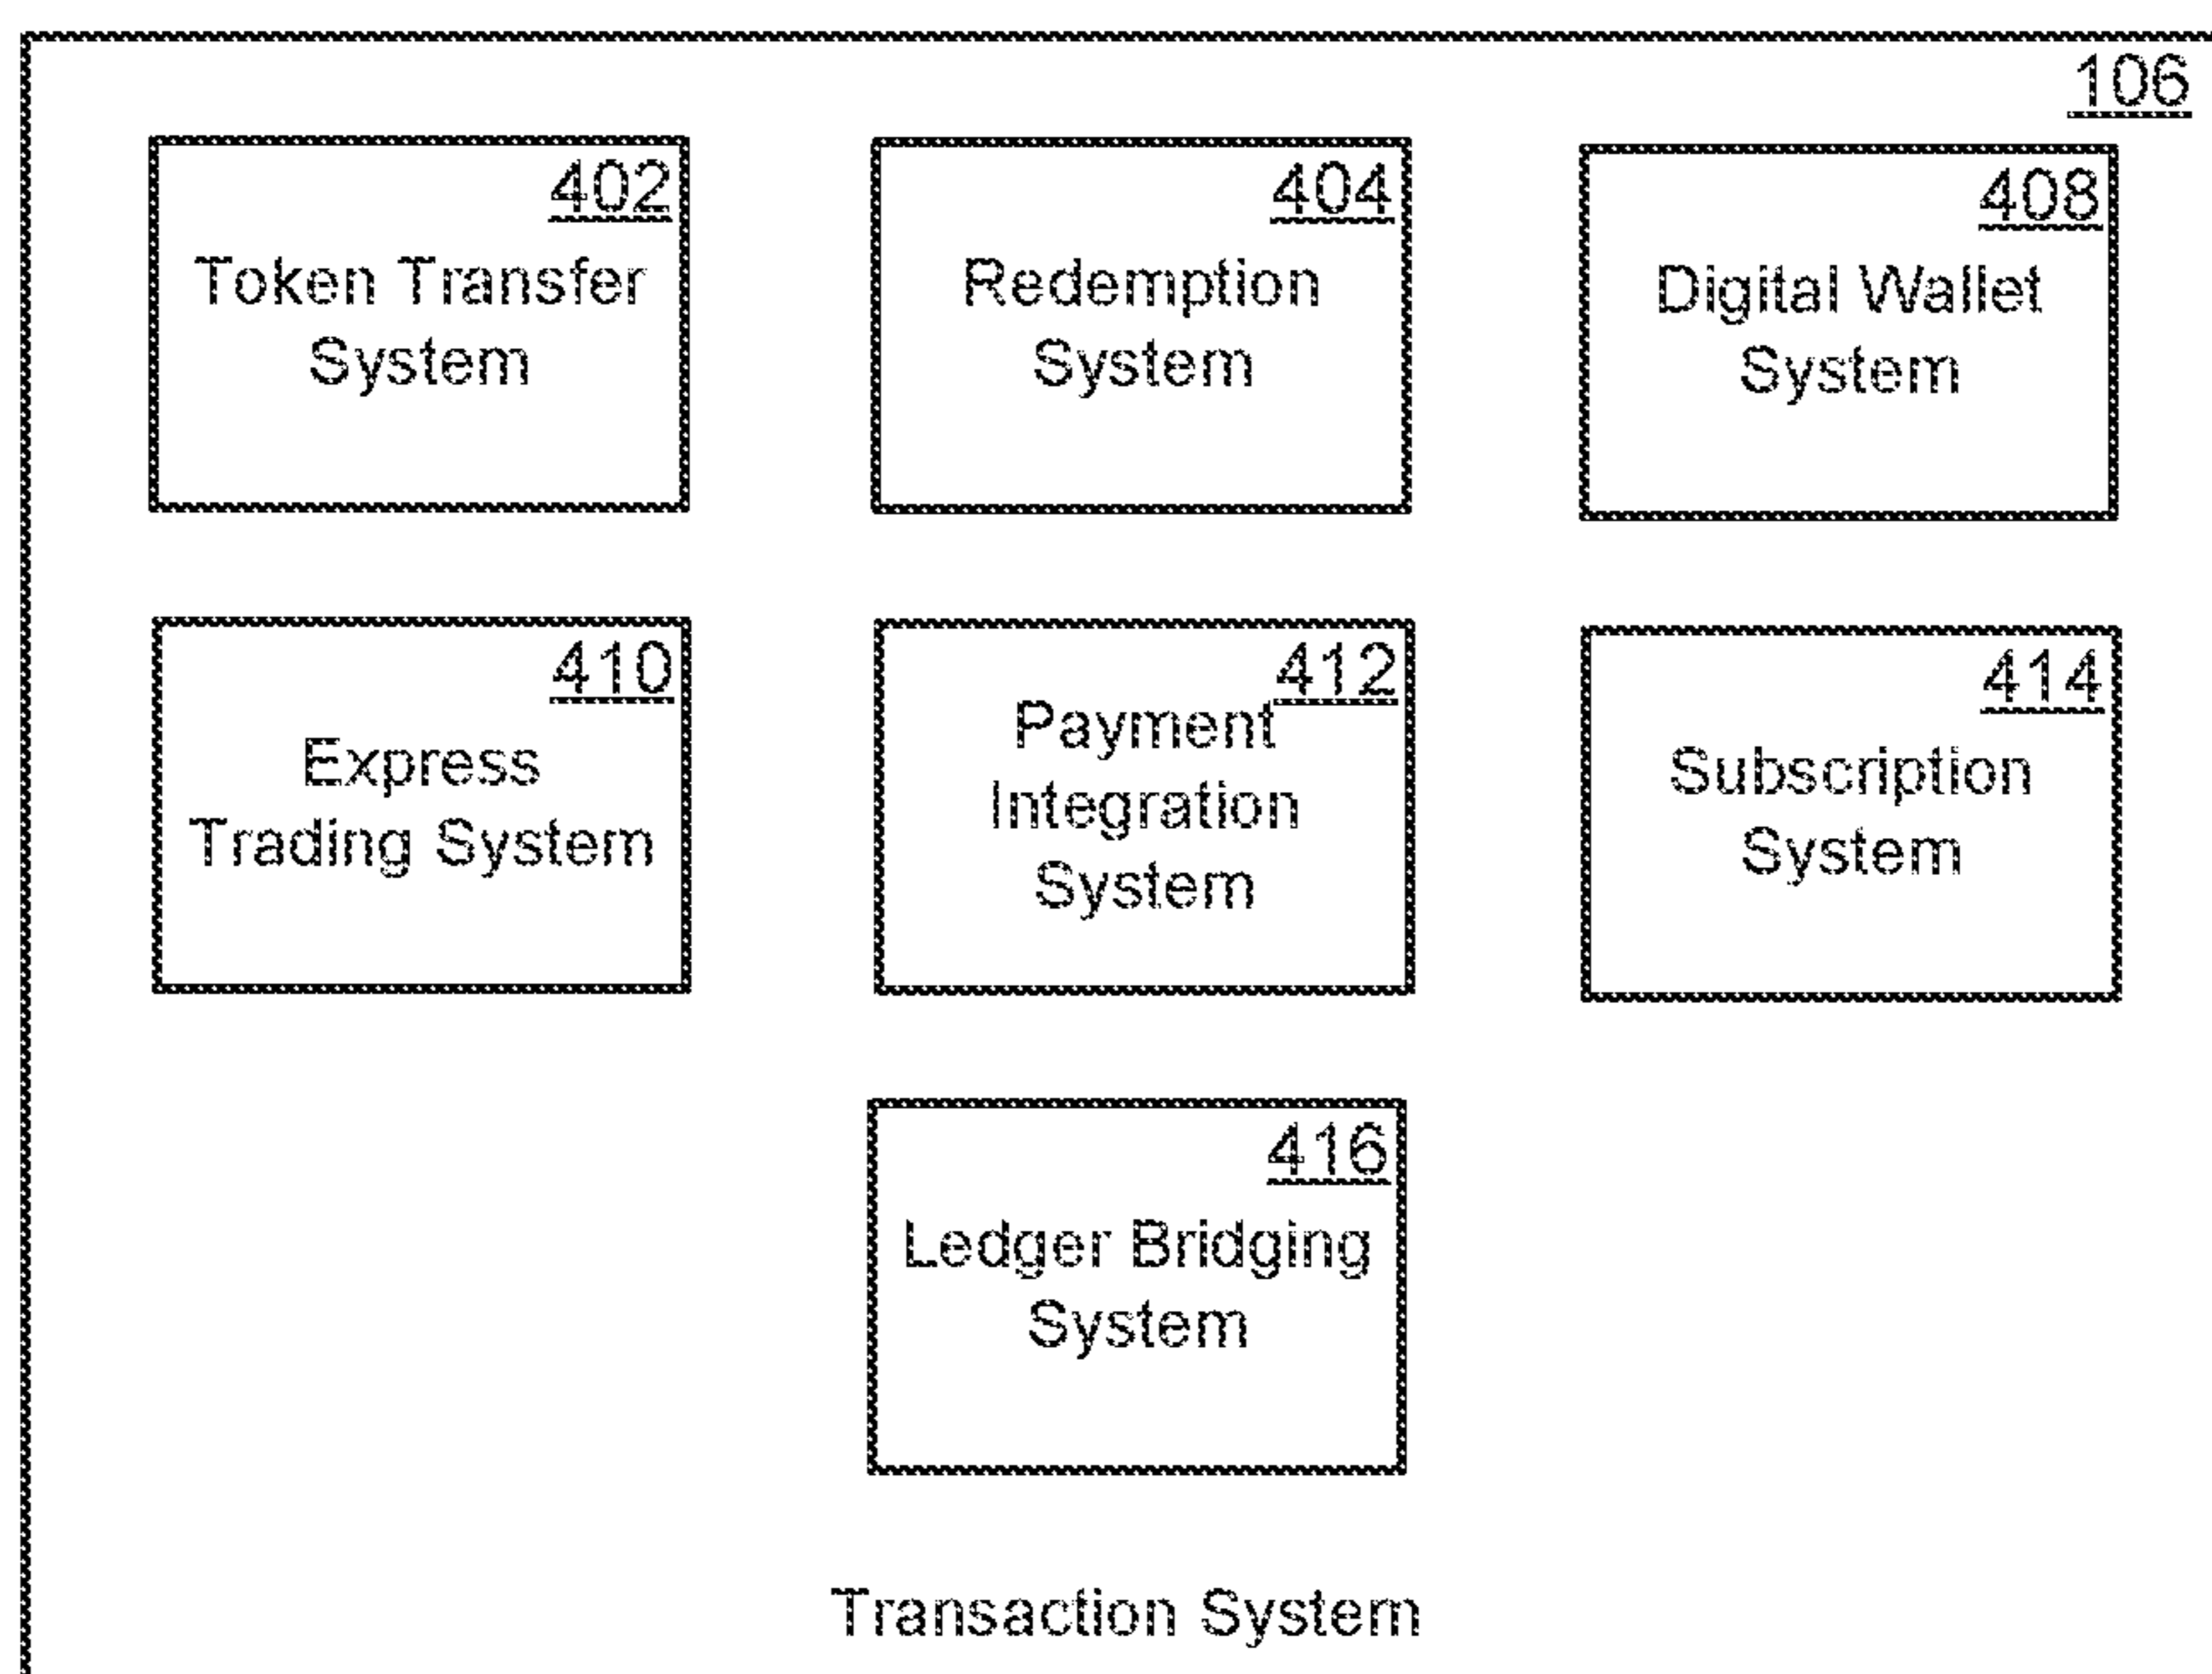 106
402
Token Transfer
System
404
Redemption
System
408
Digital Wallet
System
410
Express
Trading System
412
Payment
Integration
System
414
Subscription
System
416
Ledger Bridging
System
Transaction System